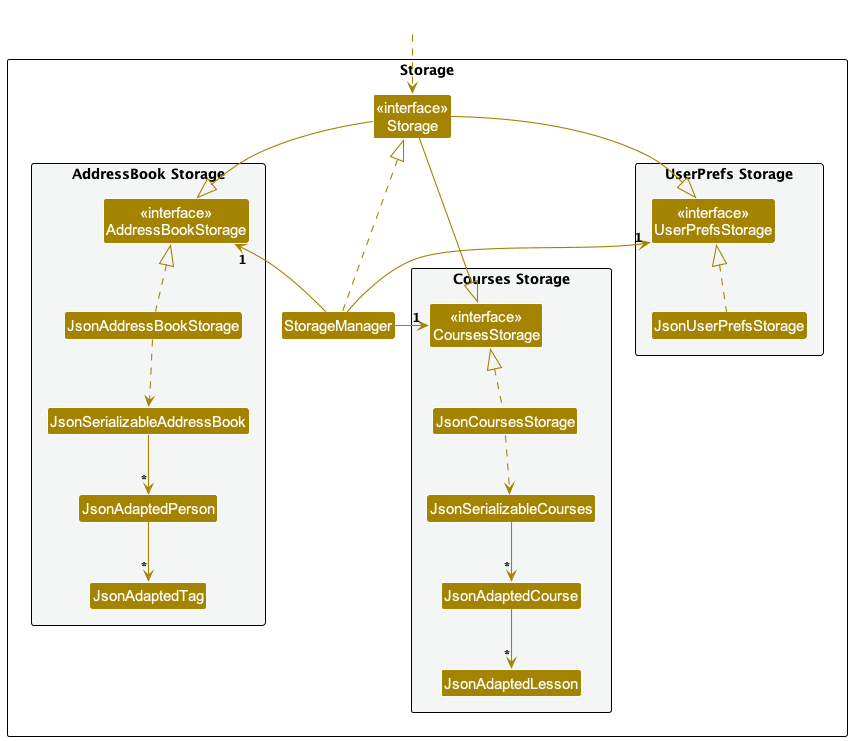 Storage
«interface»
Storage
AddressBook Storage
UserPrefs Storage
«interface»
AddressBookStorage
«interface»
UserPrefsStorage
1
1
Courses Storage
JsonAddressBookStorage
StorageManager
1
«interface»
CoursesStorage
JsonUserPrefsStorage
JsonSerializableAddressBook
JsonCoursesStorage
*
JsonAdaptedPerson
JsonSerializableCourses
*
*
JsonAdaptedTag
JsonAdaptedCourse
*
JsonAdaptedLesson